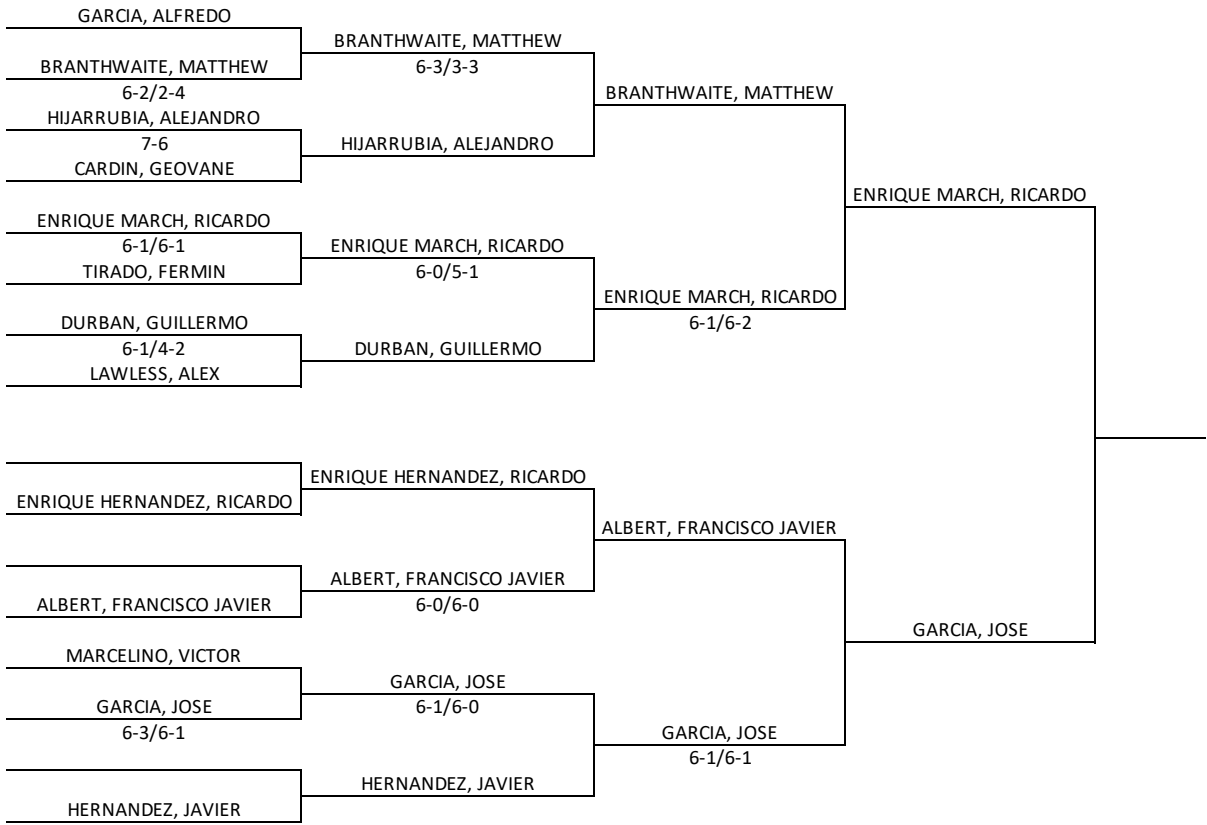 GARCIA, ALFREDO
BRANTHWAITE, MATTHEW
6-3/3-3
BRANTHWAITE, MATTHEW
6-2/2-4
BRANTHWAITE, MATTHEW
HIJARRUBIA, ALEJANDRO
7-6
HIJARRUBIA, ALEJANDRO
CARDIN, GEOVANE
ENRIQUE MARCH, RICARDO
ENRIQUE MARCH, RICARDO
6-1/6-1
ENRIQUE MARCH, RICARDO
6-0/5-1
TIRADO, FERMIN
ENRIQUE MARCH, RICARDO
6-1/6-2
DURBAN, GUILLERMO
6-1/4-2
DURBAN, GUILLERMO
LAWLESS, ALEX
ENRIQUE HERNANDEZ, RICARDO
ENRIQUE HERNANDEZ, RICARDO
ALBERT, FRANCISCO JAVIER
ALBERT, FRANCISCO JAVIER
6-0/6-0
ALBERT, FRANCISCO JAVIER
GARCIA, JOSE
MARCELINO, VICTOR
GARCIA, JOSE
6-1/6-0
GARCIA, JOSE
6-3/6-1
GARCIA, JOSE
6-1/6-1
HERNANDEZ, JAVIER
HERNANDEZ, JAVIER